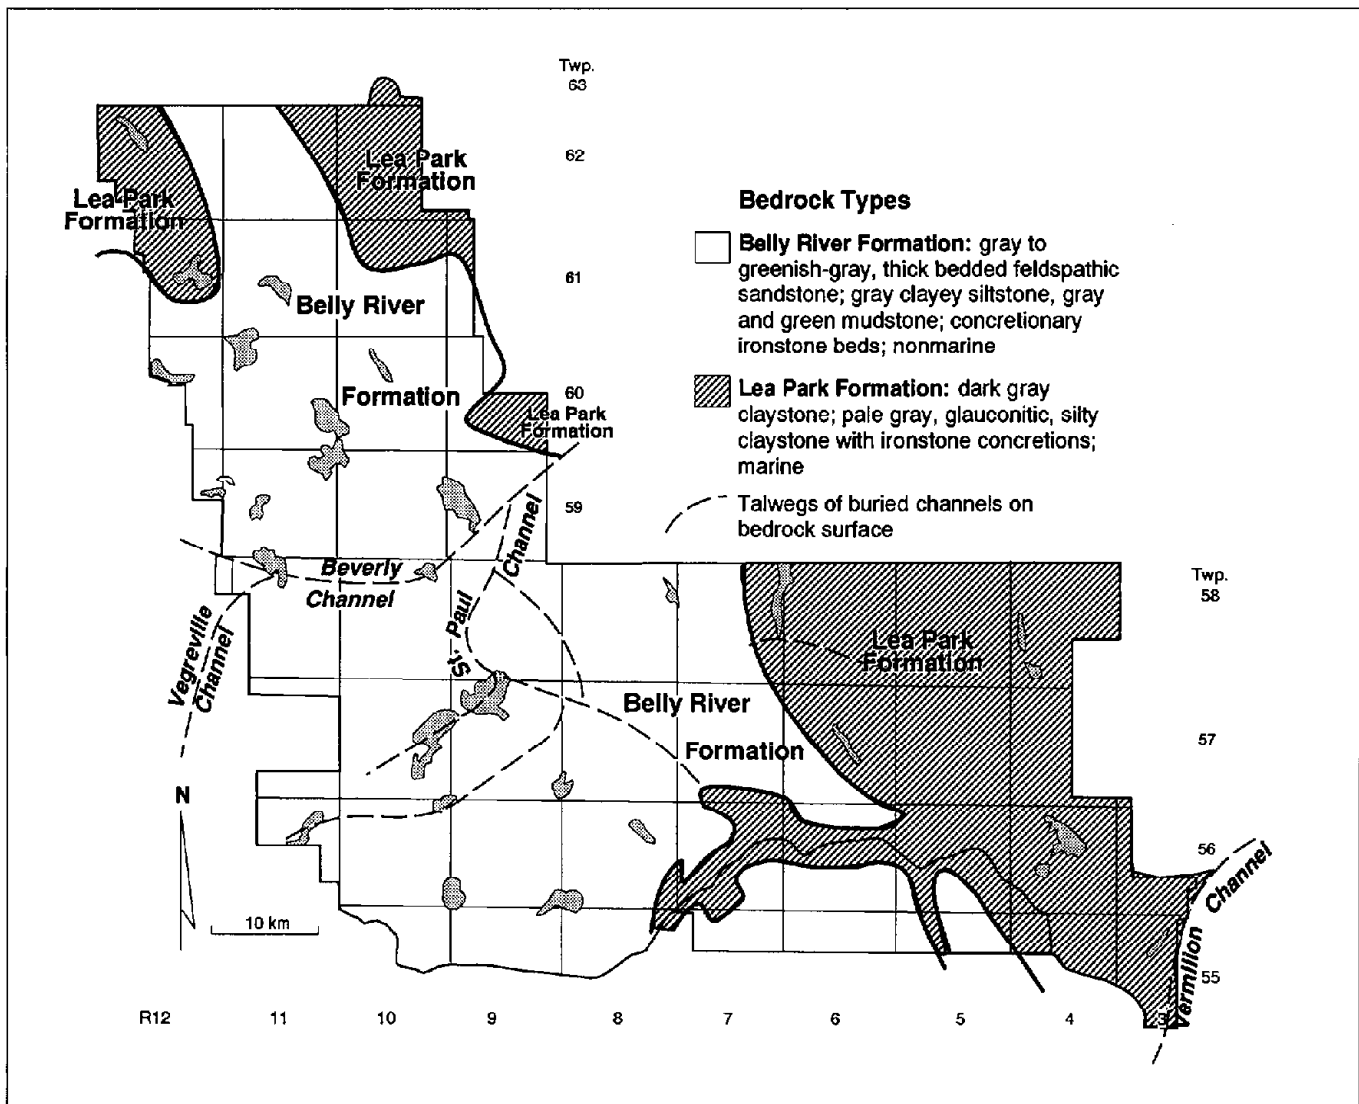 Twp.
63
62
61
60
59
Lea Park
Formation
Lea Park
Formation
Belly River
Formation
Lea Park
Formation
Bedrock Types
Belly River Formation: gray to
greenish-gray, thick bedded feldspathic
sandstone; gray clayey siltstone, gray
and green mudstone; concretionary
ironstone beds; nonmarine
Lea Park Formation: dark gray
claystone; pale gray, glauconitic, silty
claystone with ironstone concretions;
marine
Talwegs of buried channels on
bedrock surface
Beverly
Channel
Vegreville
Channel
St. Paul Channel
Twp.
58
57
56
55
Lea Park
Formation
Belly River
Formation
Vermillion Channel
N
10 km
R12 11 10 9 8 7 6 5 4 3